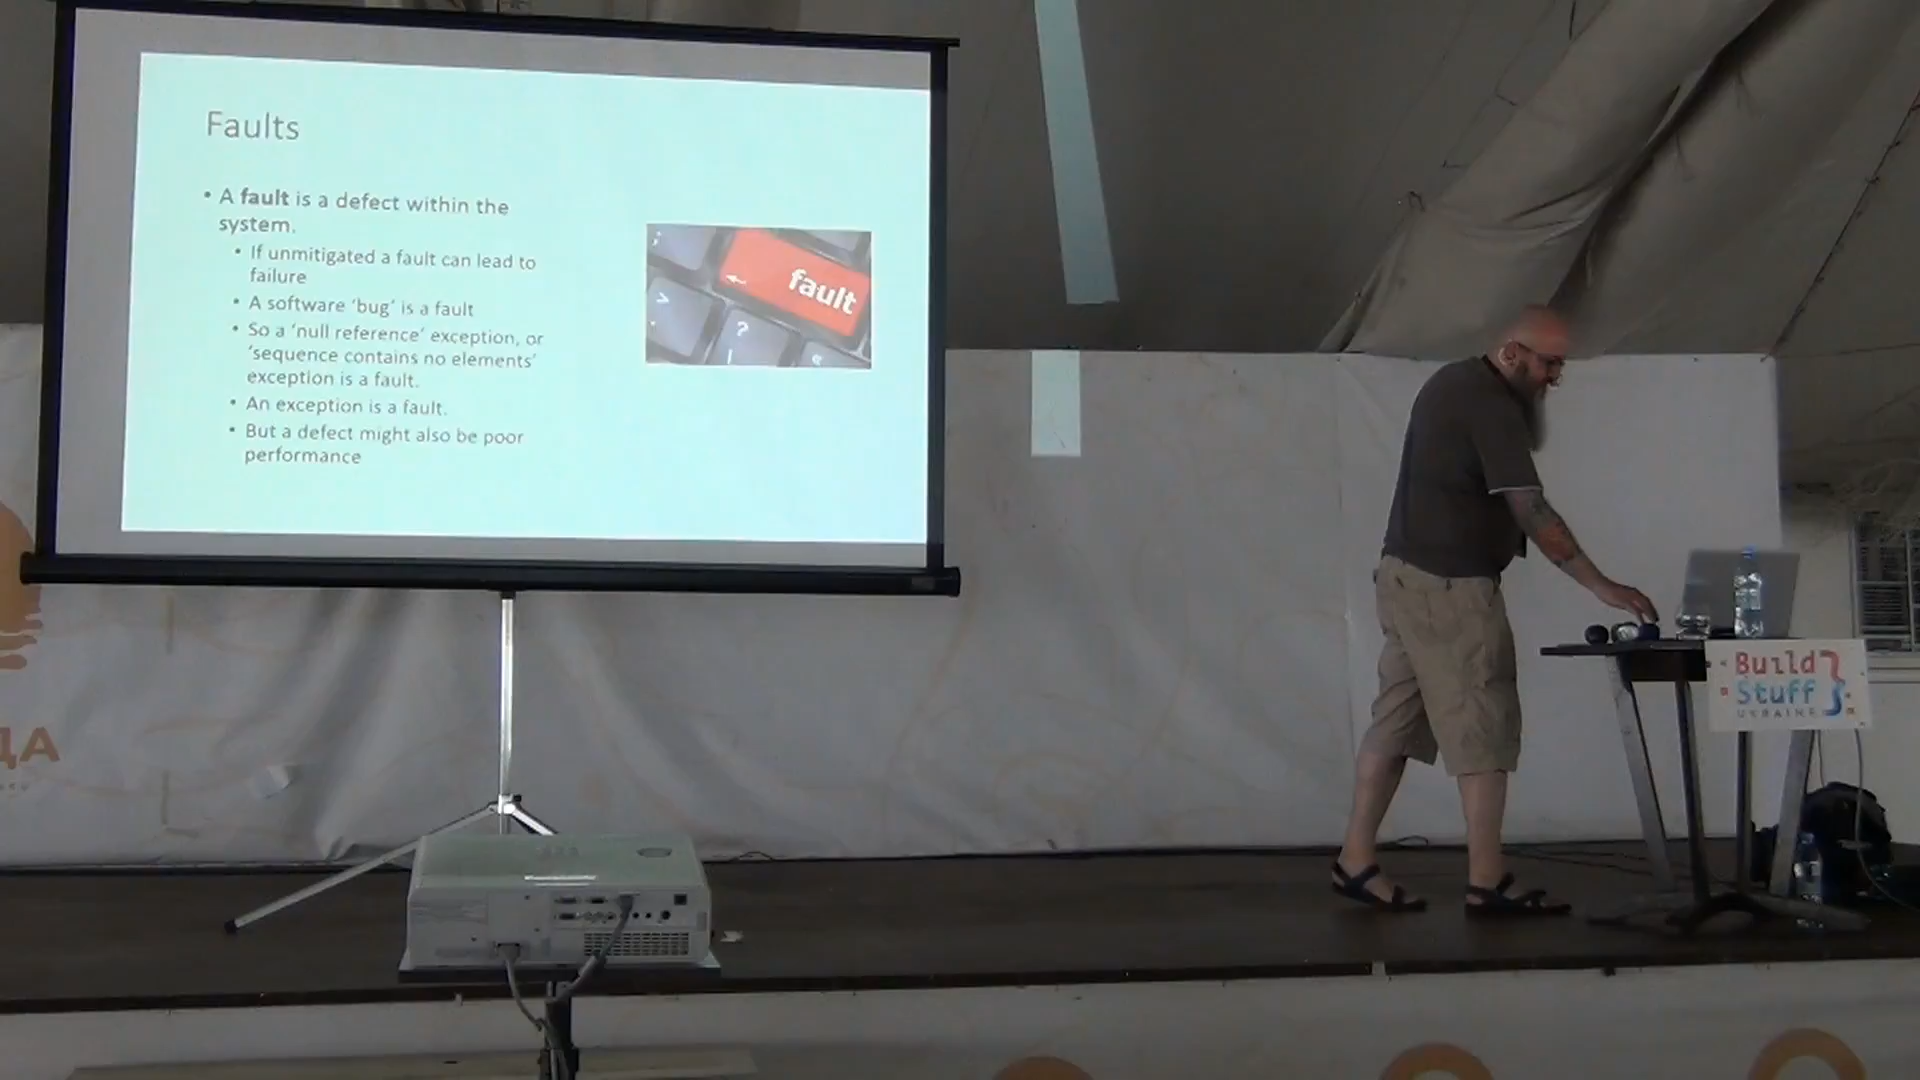 Faults
• A fault is a defect within the
system.
• If unmitigated a fault can lead to
failure
• A software ‘bug’ is a fault
• So a ‘null reference’ exception, or
‘sequence contains no elements’
exception is a fault.
• An exception is a fault.
• But a defect might also be poor
performance
fault
?
Build
Stuff
UKRAINE
ДА